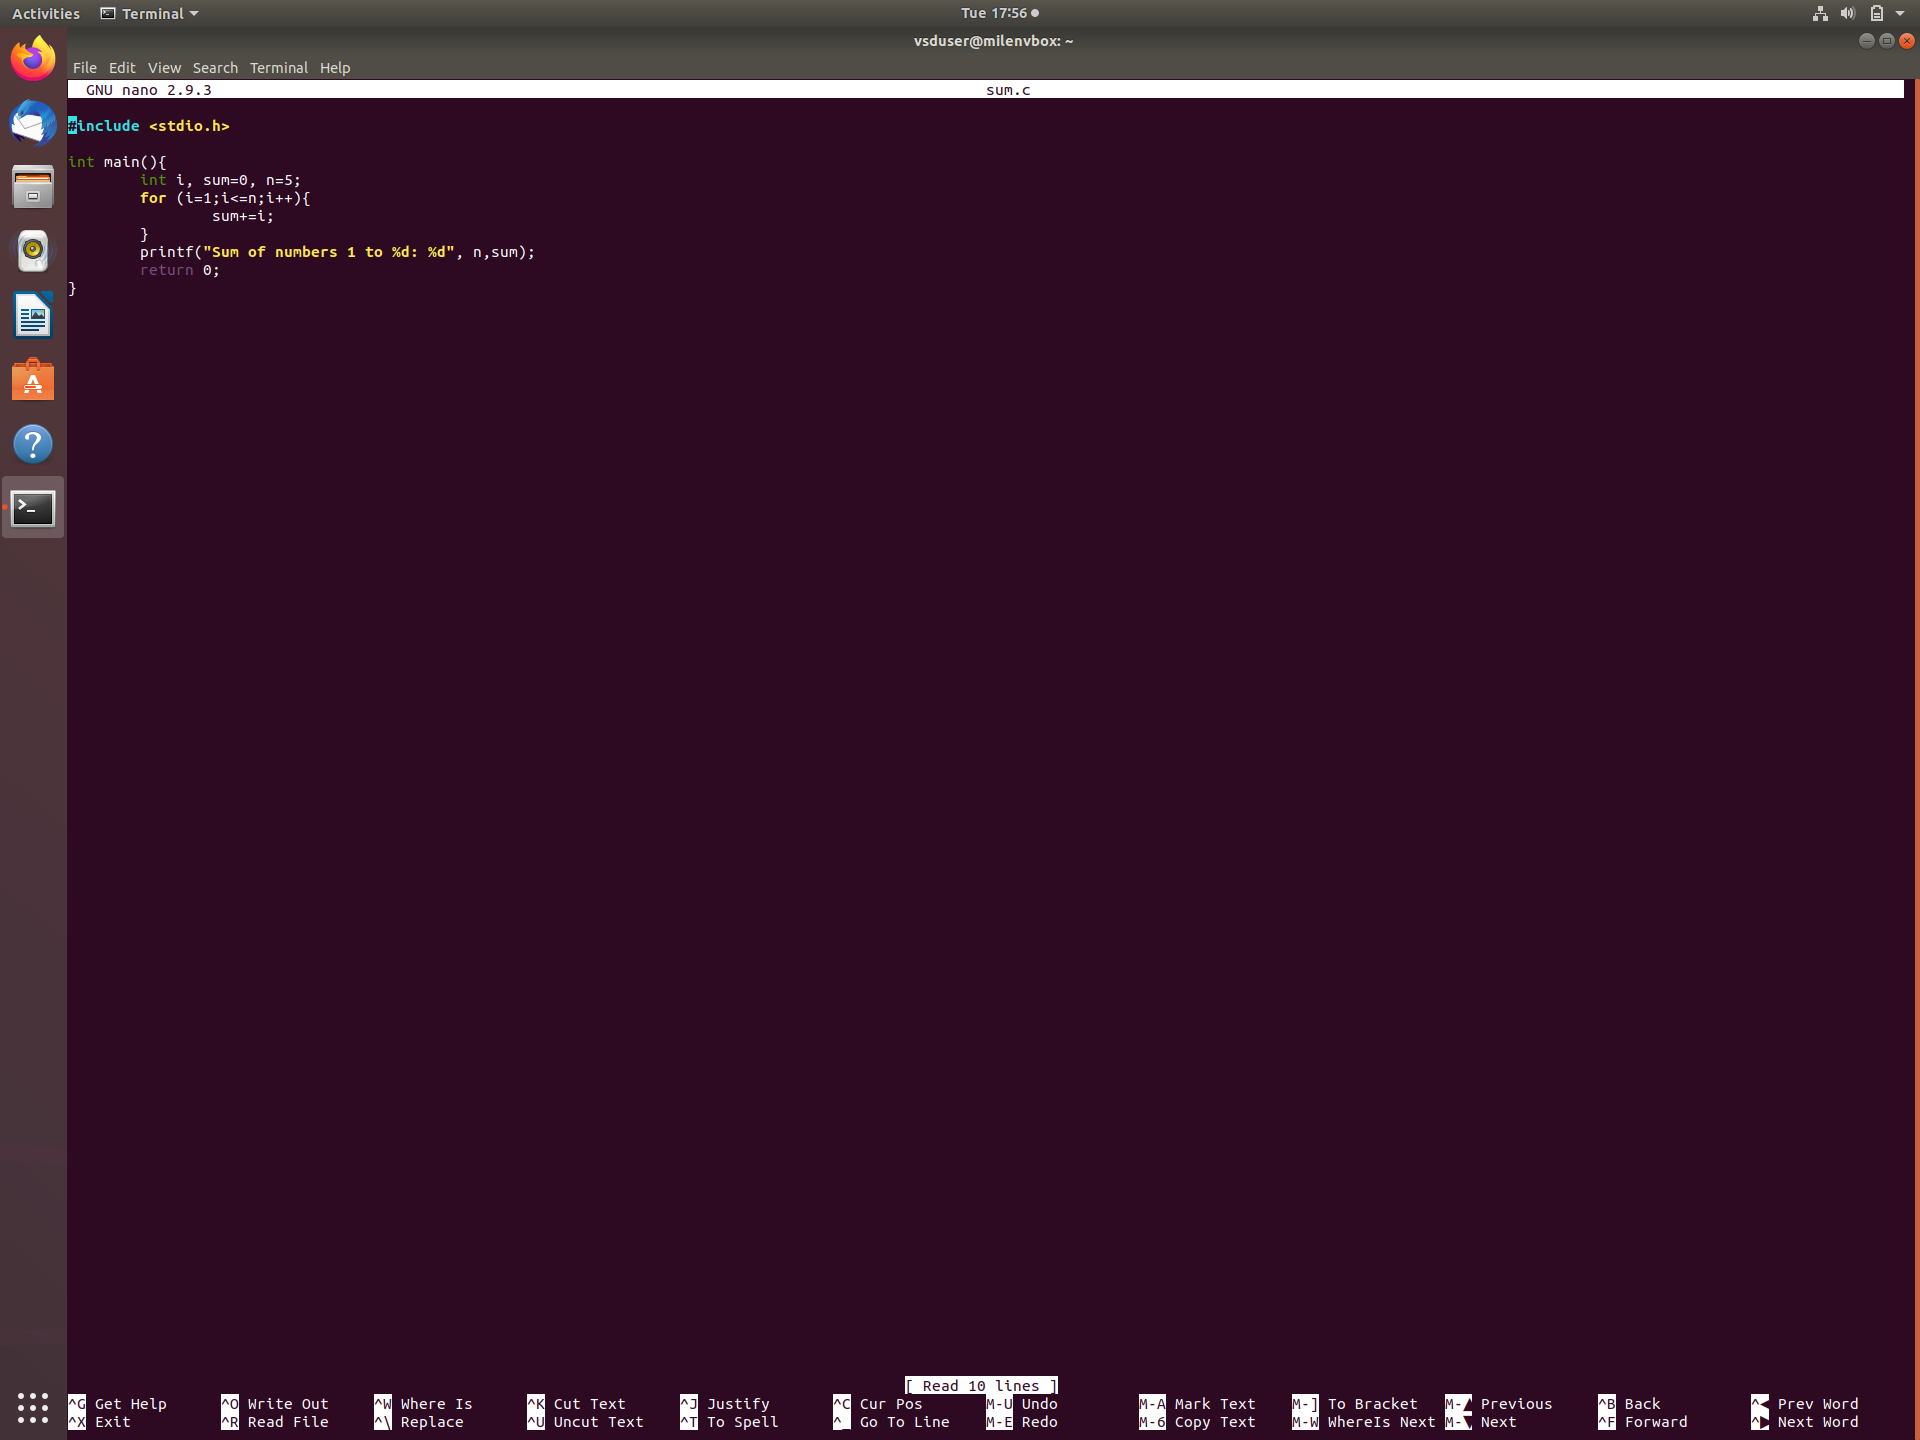 Activities Terminal Tue 17:56
vsduser@milenvbox: ~
File Edit View Search Terminal Help
GNU nano 2.9.3 sum.c
#include <stdio.h>
int main(){
int i, sum=0, n=5;
for (i=1;i<=n;i++){
sum+=i;
}
printf("Sum of numbers 1 to %d: %d", n,sum);
return 0;
}
[ Read 10 lines ]
^G Get Help ^O Write Out ^W Where Is ^K Cut Text ^J Justify ^C Cur Pos M-U Undo M-A Mark Text M-] To Bracket M-▲ Previous ^B Back ^◀ Prev Word
^X Exit ^R Read File ^\ Replace ^U Uncut Text ^T To Spell ^_ Go To Line M-E Redo M-6 Copy Text M-W WhereIs Next M-▼ Next ^F Forward ^▶ Next Word